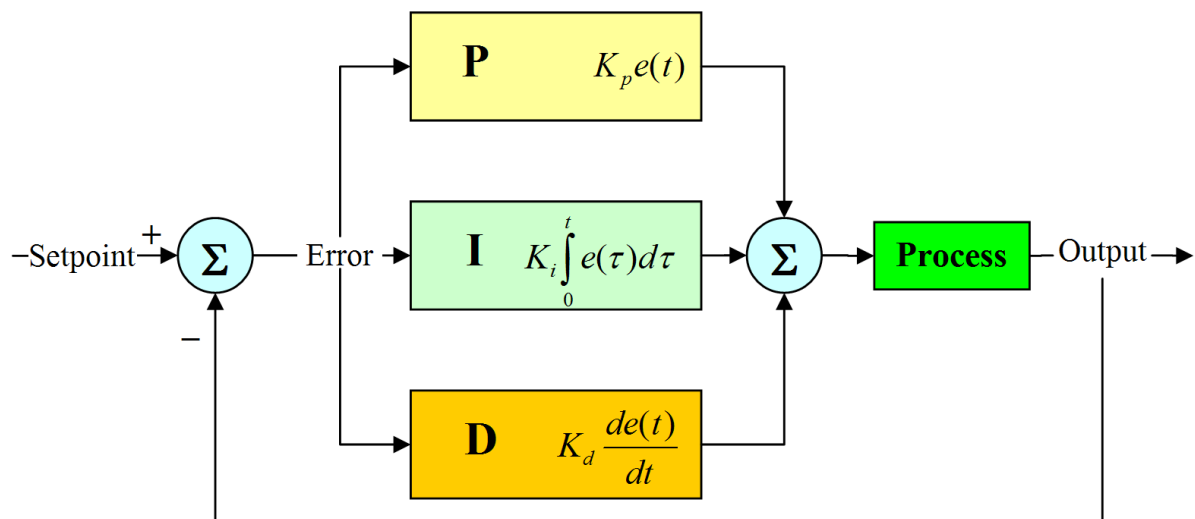 P K_p e(t)
−Setpoint + Σ Error I K_i ∫_0^t e(τ)dτ Σ Process Output
−
D K_d de(t)/dt